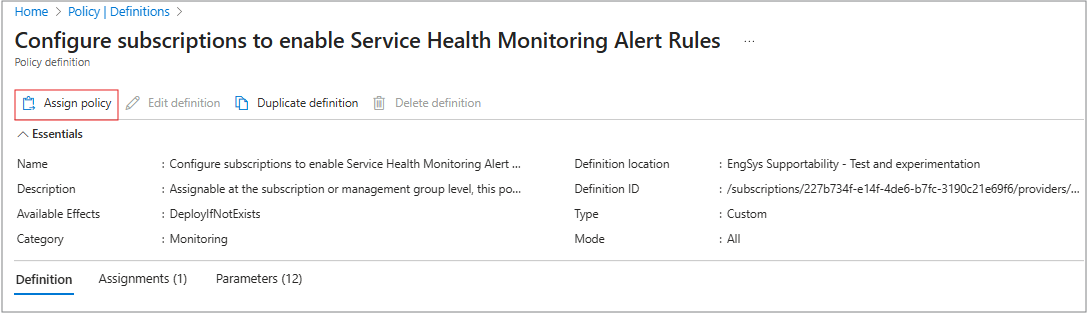 Home > Policy | Definitions >
Configure subscriptions to enable Service Health Monitoring Alert Rules ...
Policy definition
Assign policy Edit definition Duplicate definition Delete definition
Essentials
Name : Configure subscriptions to enable Service Health Monitoring Alert ... Definition location : EngSys Supportability - Test and experimentation
Description : Assignable at the subscription or management group level, this po... Definition ID : /subscriptions/227b734f-e14f-4de6-b7fc-3190c21e69f6/providers/...
Available Effects : DeployIfNotExists Type : Custom
Category : Monitoring Mode : All
Definition Assignments (1) Parameters (12)